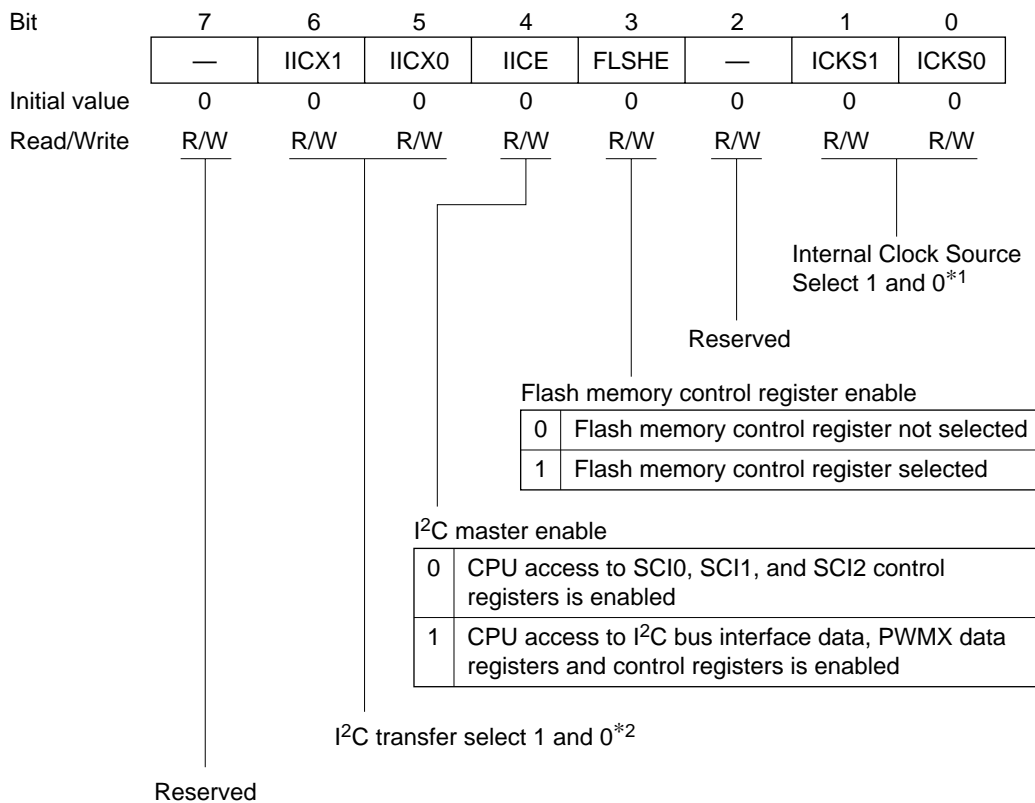 Bit 7 6 5 4 3 2 1 0
— IICX1 IICX0 IICE FLSHE — ICKS1 ICKS0
Initial value 0 0 0 0 0 0 0 0
Read/Write R/W R/W R/W R/W R/W R/W R/W R/W
Internal Clock Source
Select 1 and 0*1
Reserved
Flash memory control register enable
0 Flash memory control register not selected
1 Flash memory control register selected
I2C master enable
0 CPU access to SCI0, SCI1, and SCI2 control
registers is enabled
1 CPU access to I2C bus interface data, PWMX data
registers and control registers is enabled
I2C transfer select 1 and 0*2
Reserved